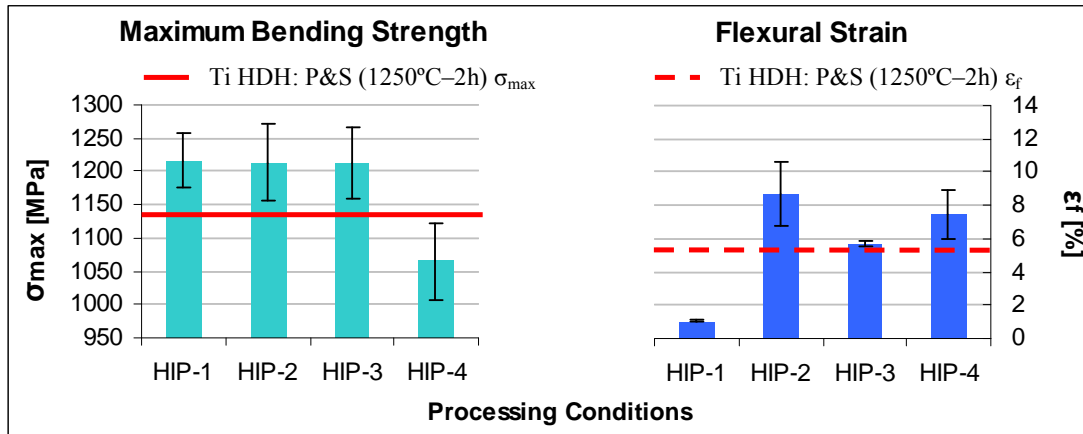 Maximum Bending Strength
Ti HDH: P&S (1250ºC–2h) σmax
1300
1250
1200
1150
1100
1050
1000
950
σmax [MPa]
HIP-1 HIP-2 HIP-3 HIP-4
Flexural Strain
Ti HDH: P&S (1250ºC–2h) εf
14
12
10
8
6
4
2
0
εf [%]
HIP-1 HIP-2 HIP-3 HIP-4
Processing Conditions